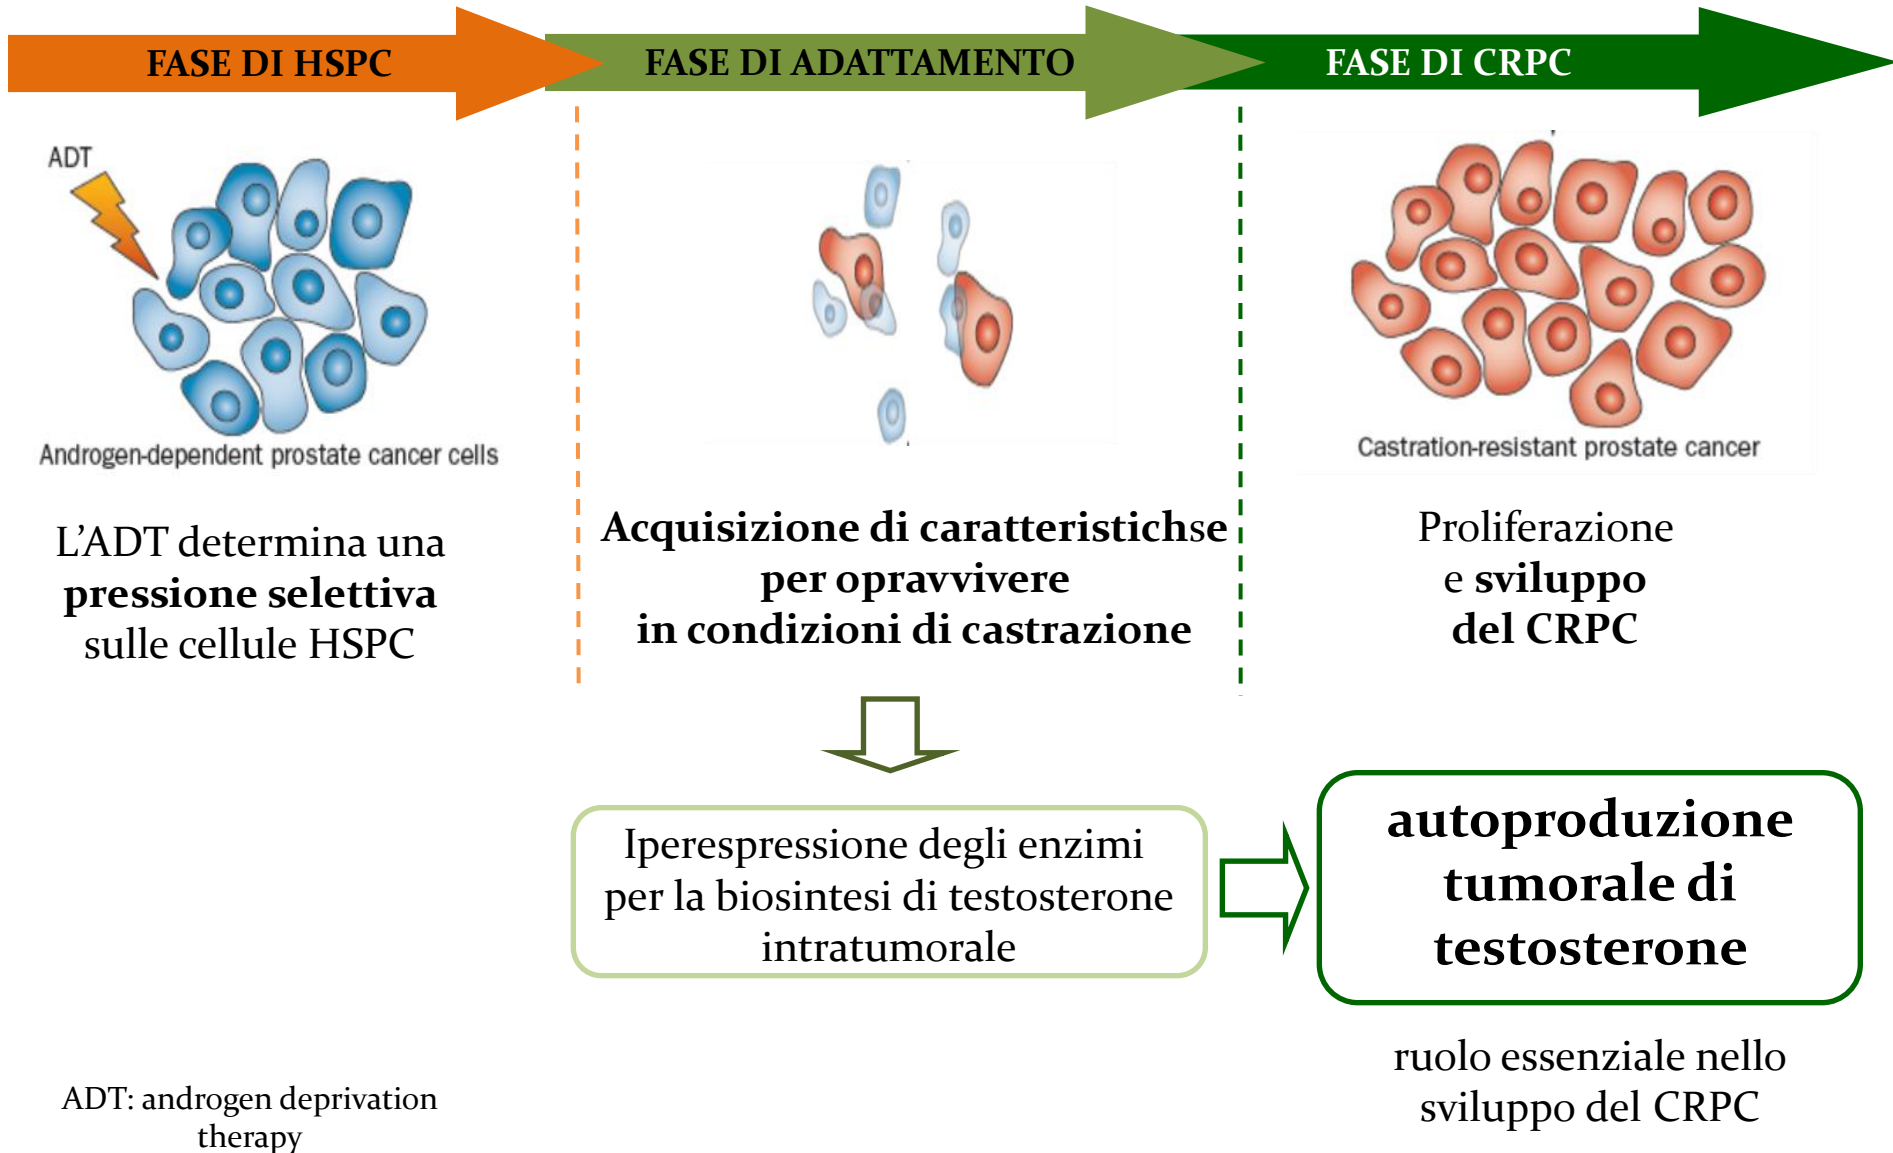 FASE DI HSPC
FASE DI ADATTAMENTO
FASE DI CRPC
ADT
Androgen-dependent prostate cancer cells
Castration-resistant prostate cancer
L’ADT determina una
pressione selettiva
sulle cellule HSPC
Acquisizione di caratteristichse
per opravvivere
in condizioni di castrazione
Proliferazione
e sviluppo
del CRPC
Iperespressione degli enzimi
per la biosintesi di testosterone
intratumorale
autoproduzione
tumorale di
testosterone
ruolo essenziale nello
sviluppo del CRPC
ADT: androgen deprivation
therapy